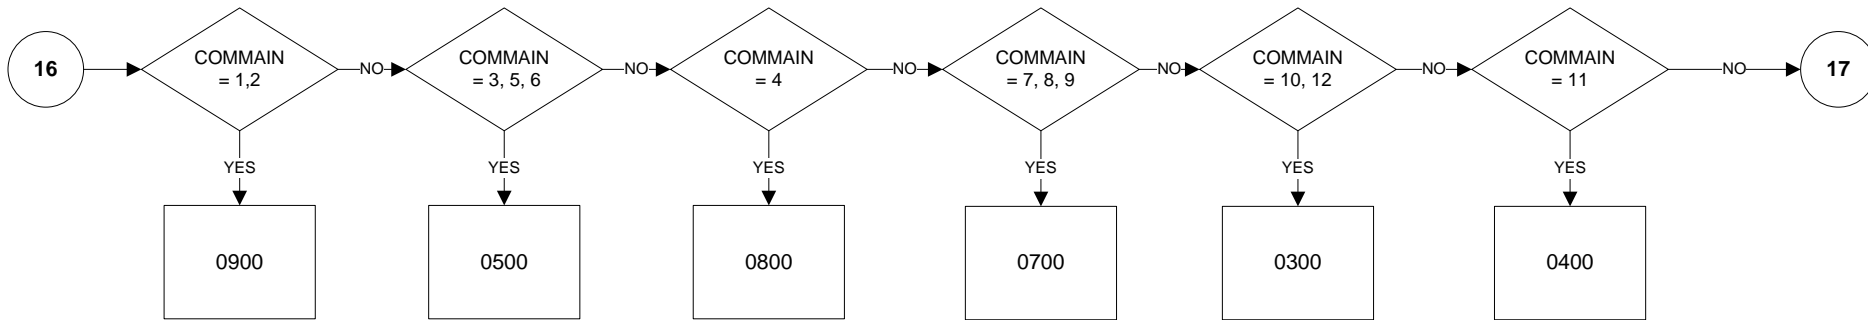 16
COMMAIN
= 1,2
NO
COMMAIN
= 3, 5, 6
NO
COMMAIN
= 4
NO
COMMAIN
= 7, 8, 9
NO
COMMAIN
= 10, 12
NO
COMMAIN
= 11
NO
17
YES
YES
YES
YES
YES
YES
0900
0500
0800
0700
0300
0400